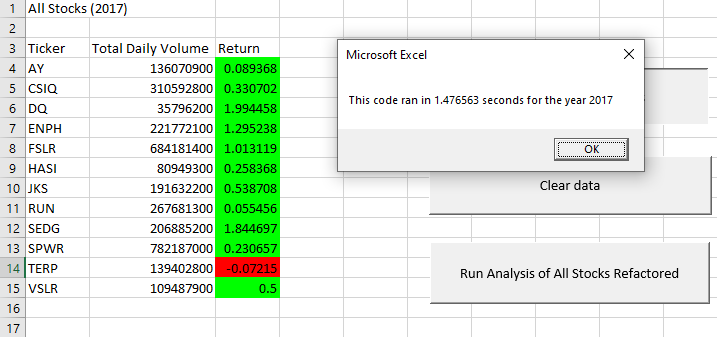 1 All Stocks (2017)
2
3 Ticker Total Daily Volume Return
4 AY 136070900 0.089368
5 CSIQ 310592800 0.330702
6 DQ 35796200 1.994458
7 ENPH 221772100 1.295238
8 FSLR 684181400 1.013119
9 HASI 80949300 0.258368
10 JKS 191632200 0.538708
11 RUN 267681300 0.055456
12 SEDG 206885200 1.844697
13 SPWR 782187000 0.230657
14 TERP 139402800 -0.07215
15 VSLR 109487900 0.5
16
17
Microsoft Excel
This code ran in 1.476563 seconds for the year 2017
OK
Clear data
Run Analysis of All Stocks Refactored